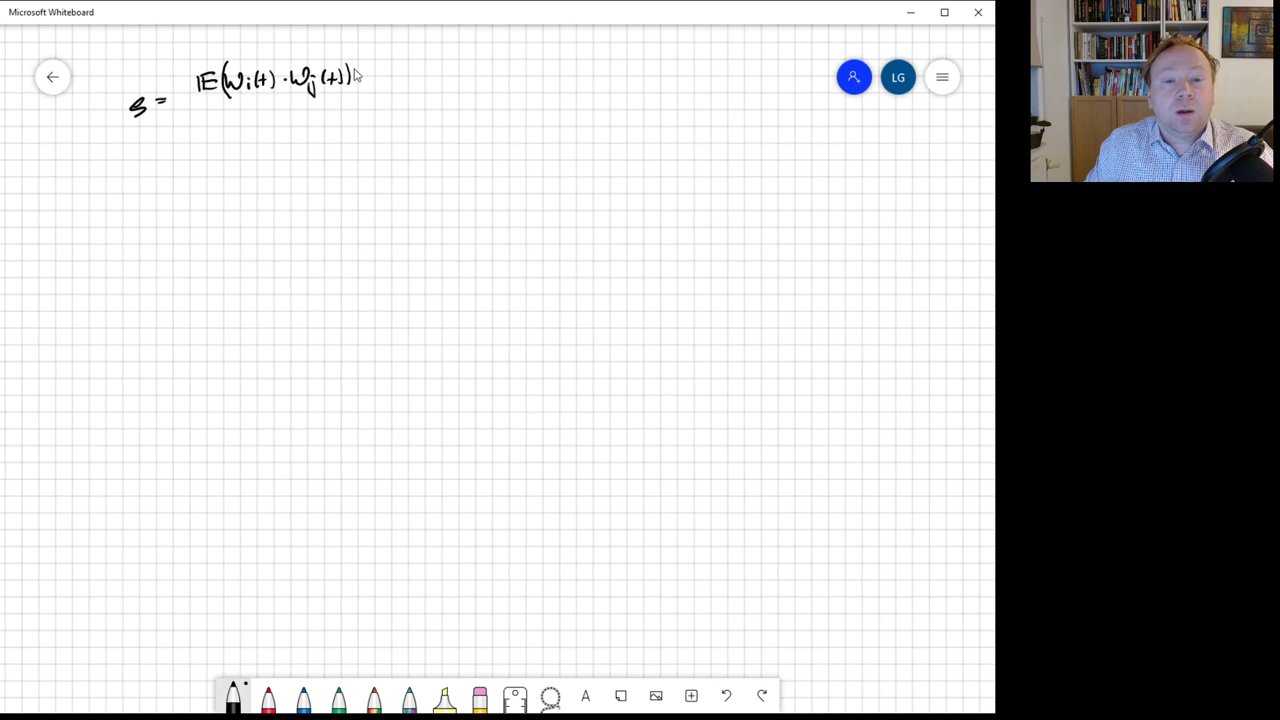 Microsoft Whiteboard
𝔼(Wi(t) · Wj(t))
=
LG
A